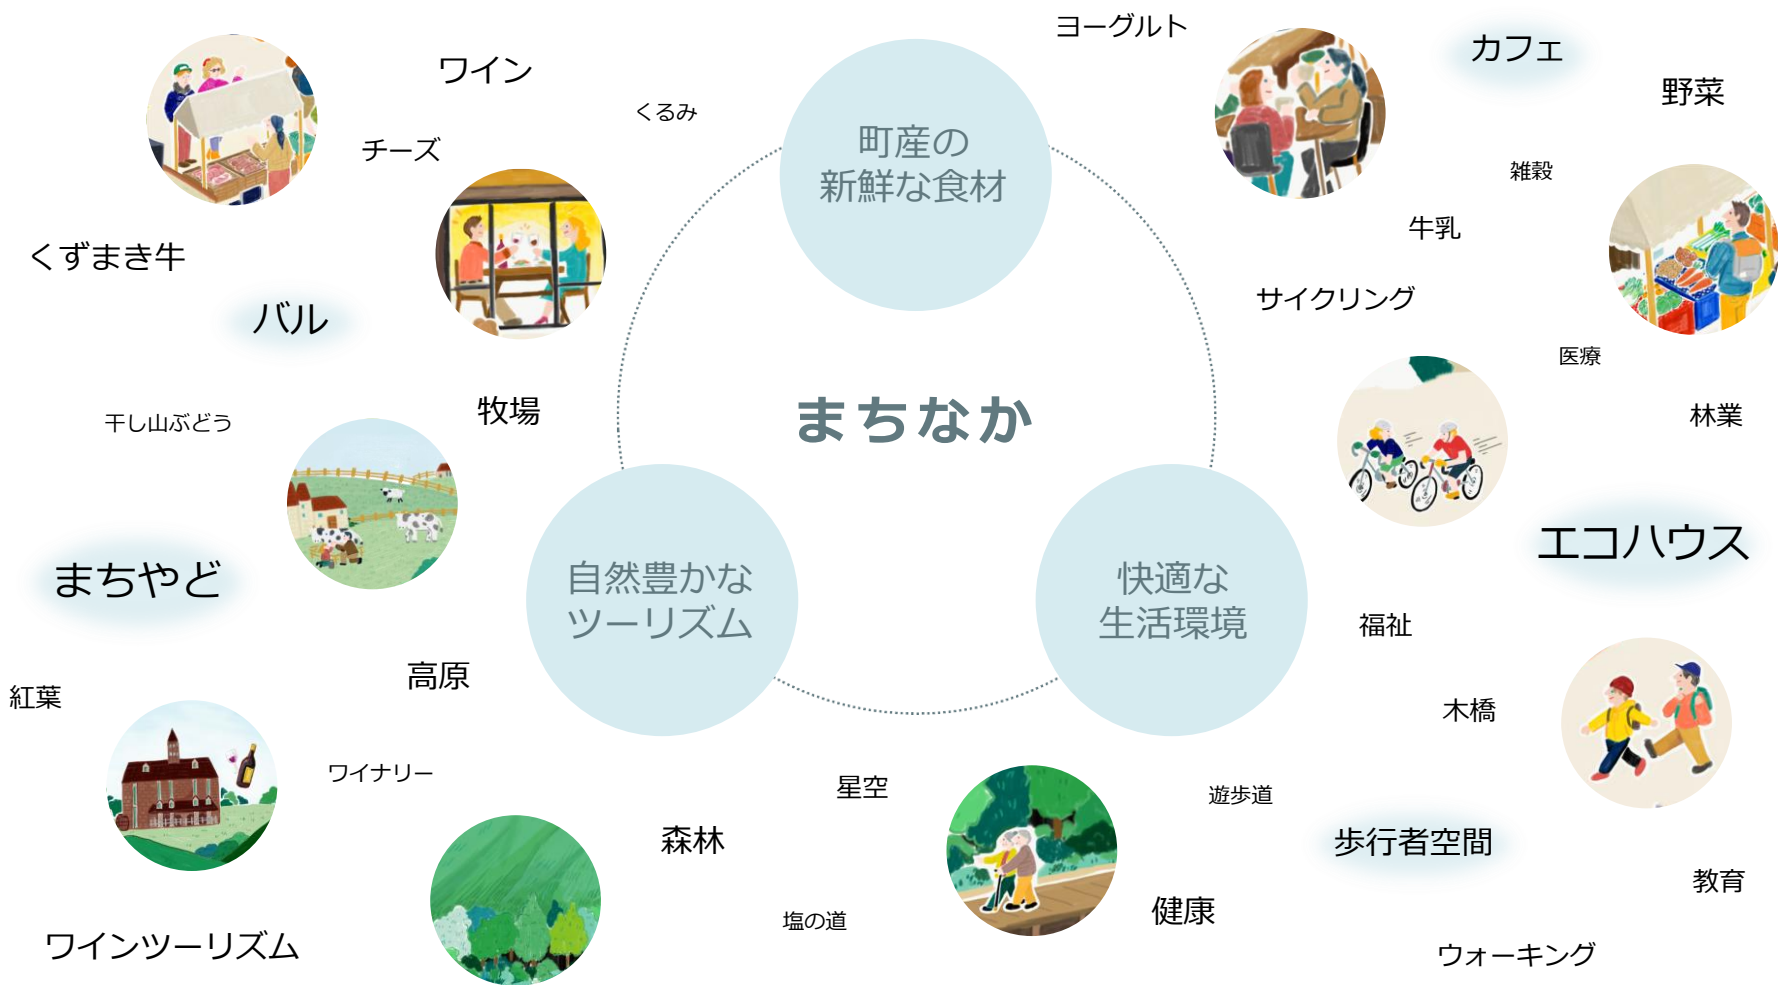 ヨーグルト
カフェ
ワイン
野菜
くるみ
チーズ
町産の
新鮮な食材
雑穀
牛乳
くずまき牛
サイクリング
バル
医療
干し山ぶどう
牧場
まちなか
林業
エコハウス
まちやど
自然豊かな
ツーリズム
快適な
生活環境
福祉
高原
紅葉
木橋
ワイナリー
星空
遊歩道
森林
歩行者空間
教育
塩の道
健康
ワインツーリズム
ウォーキング